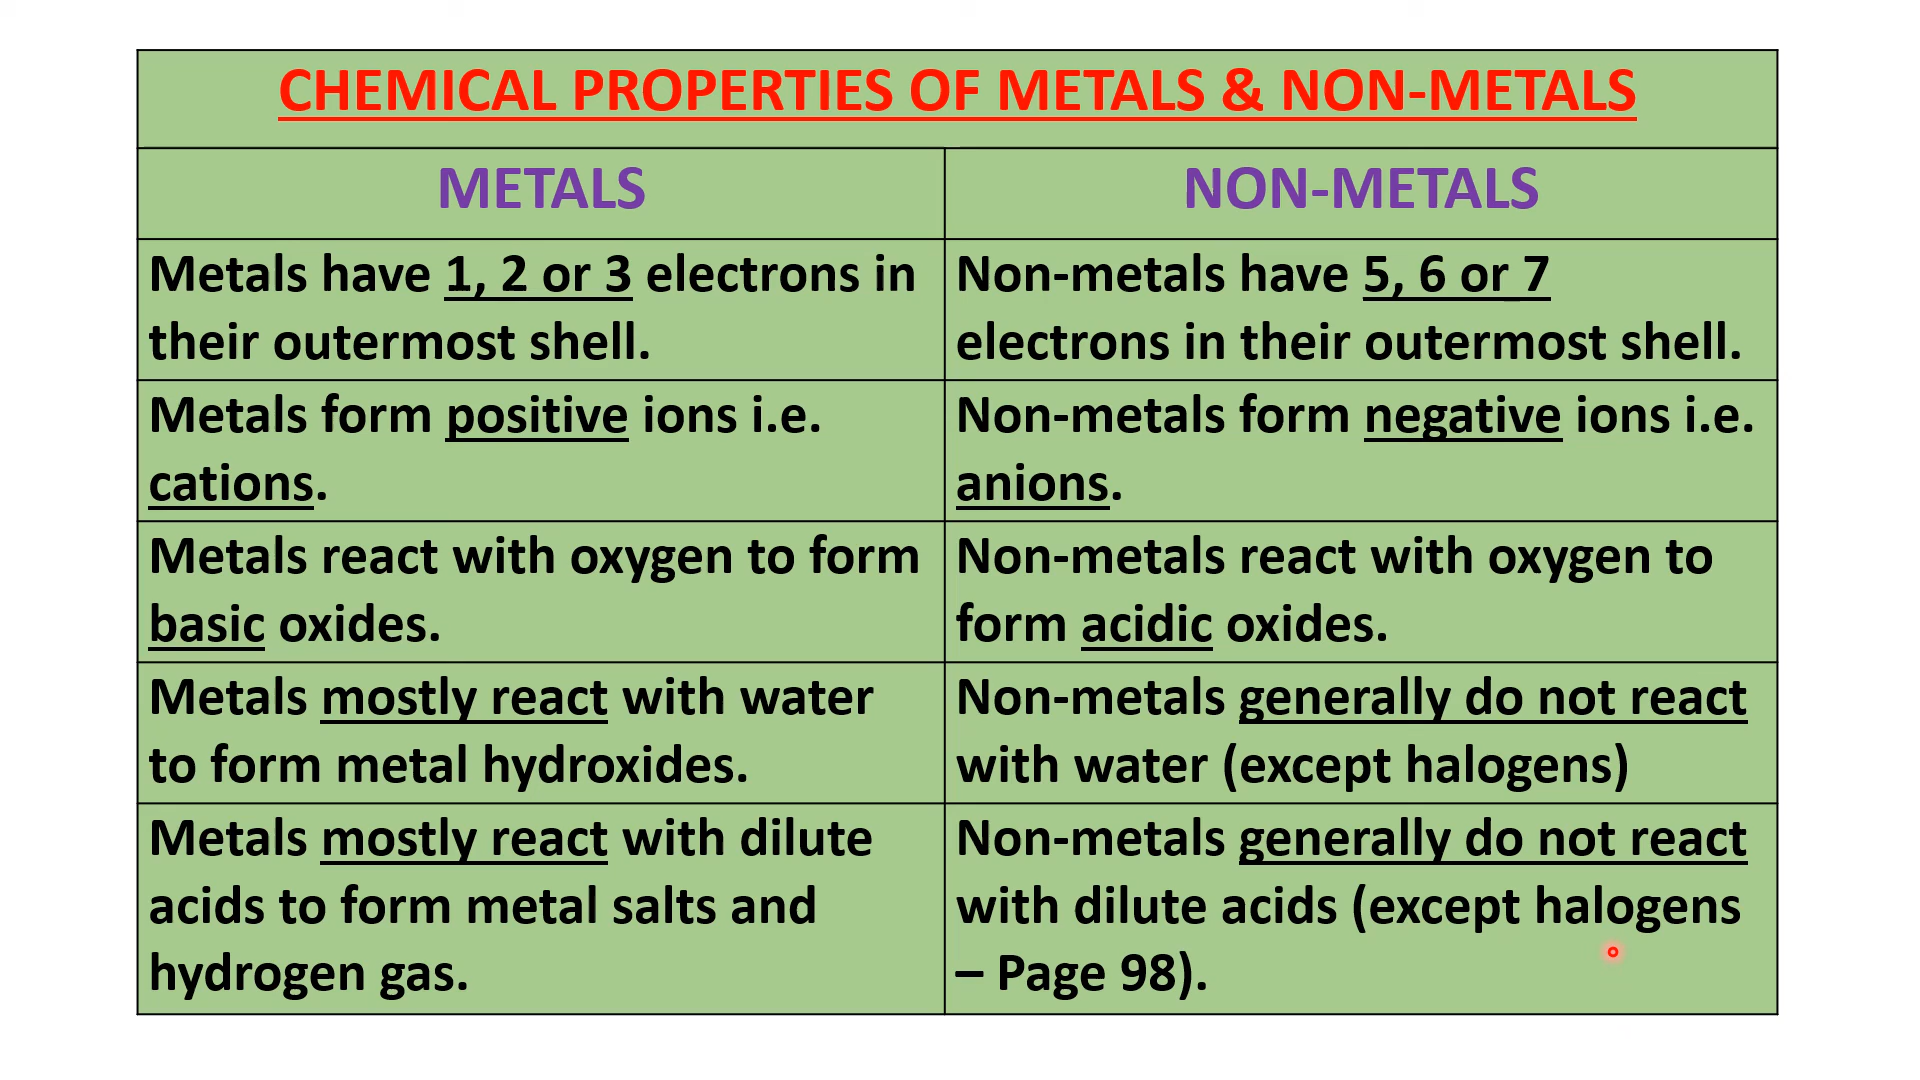 CHEMICAL PROPERTIES OF METALS & NON-METALS
METALS
NON-METALS
Metals have 1, 2 or 3 electrons in
their outermost shell.
Non-metals have 5, 6 or 7
electrons in their outermost shell.
Metals form positive ions i.e.
cations.
Non-metals form negative ions i.e.
anions.
Metals react with oxygen to form
basic oxides.
Non-metals react with oxygen to
form acidic oxides.
Metals mostly react with water
to form metal hydroxides.
Non-metals generally do not react
with water (except halogens)
Metals mostly react with dilute
acids to form metal salts and
hydrogen gas.
Non-metals generally do not react
with dilute acids (except halogens
– Page 98).